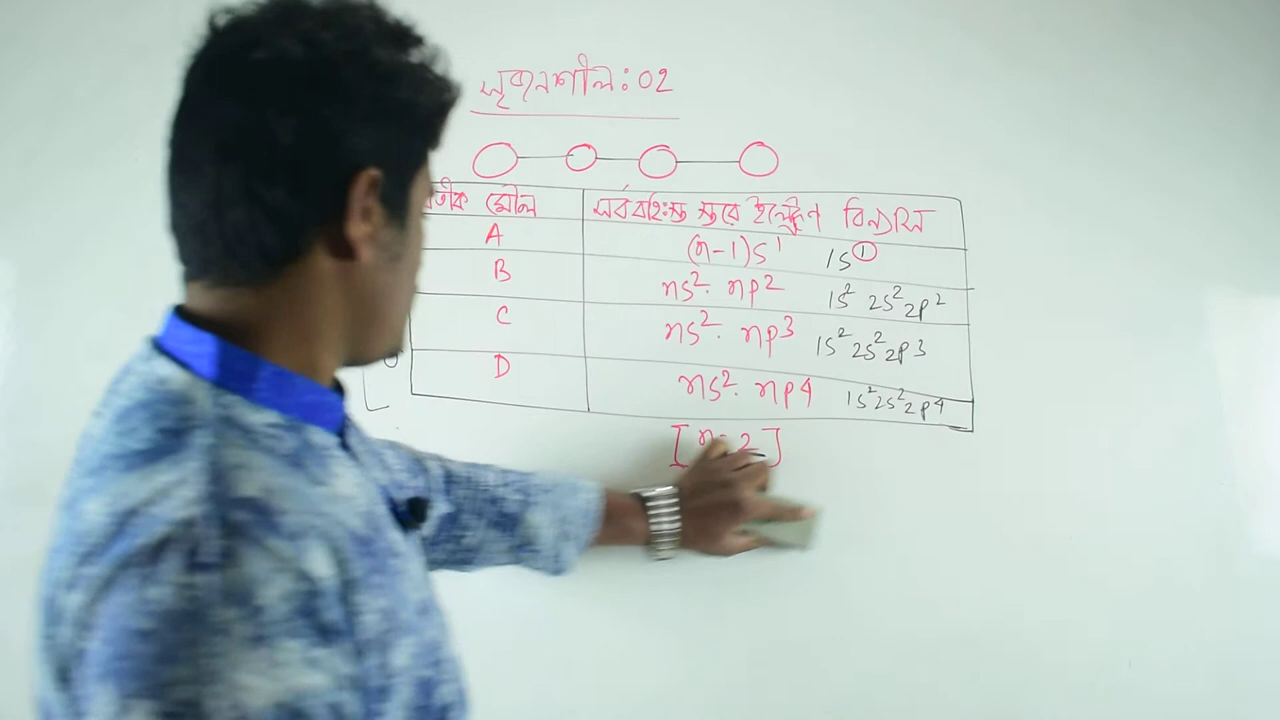 সৃজনশীল: 02
তীক মৌল সর্ববহিঃস্থ স্তরে ইলেক্ট্রন বিন্যাস
A (n-1)s¹ 1s①
B ns². np² 1s² 2s² 2p²
C ns². np³ 1s² 2s² 2p³
D ns². np⁴ 1s² 2s² 2p⁴
[n= 2]